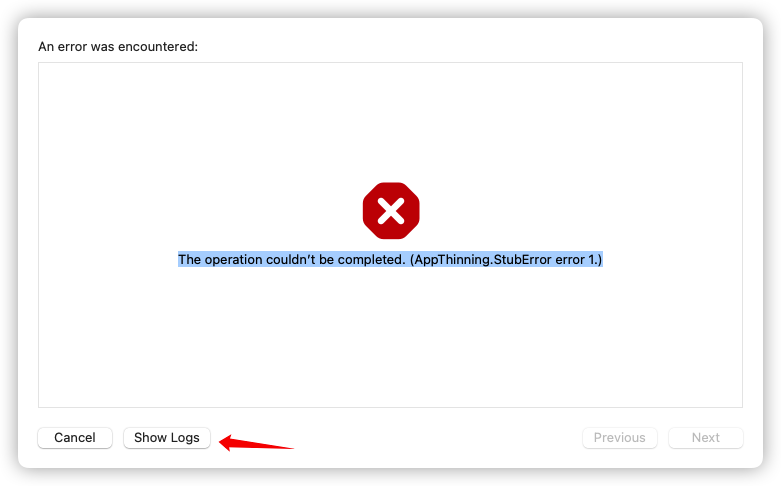 An error was encountered:
The operation couldn’t be completed. (AppThinning.StubError error 1.)
Cancel
Show Logs
Previous
Next